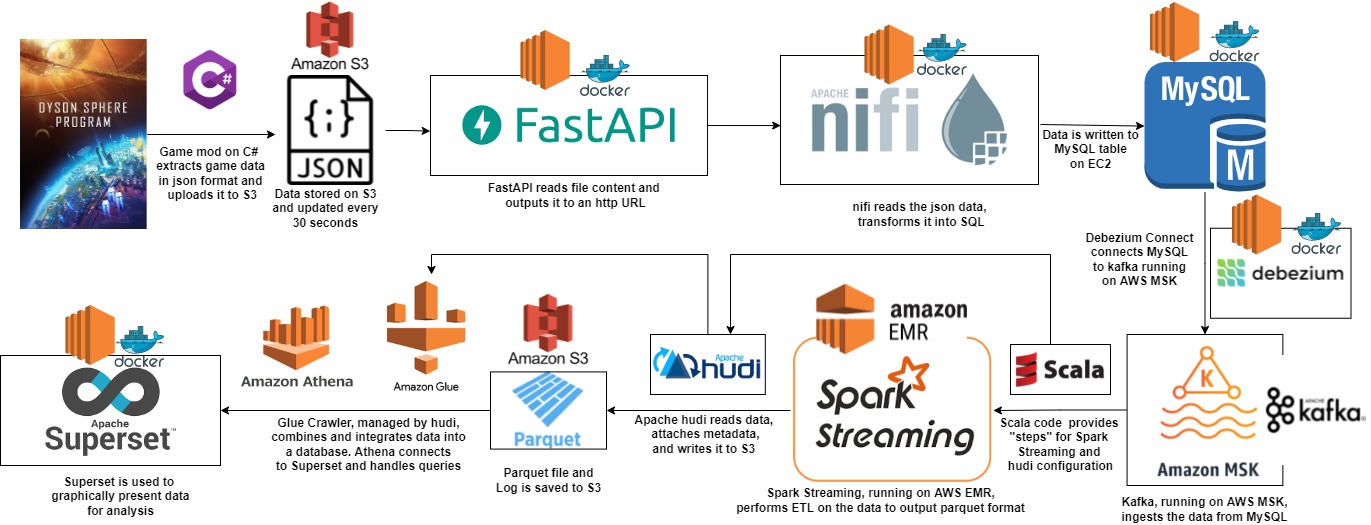 DYSON SPHERE
PROGRAM
C#
Game mod on C#
extracts game data
in json format and
uploads it to S3
Amazon S3
{;}
JSON
Data stored on S3
and updated every
30 seconds
docker
FastAPI
FastAPI reads file content and
outputs it to an http URL
docker
APACHE
nifi
nifi reads the json data,
transforms it into SQL
Data is written to
MySQL table
on EC2
docker
MySQL
M
Debezium Connect
connects MySQL
to kafka running
on AWS MSK
docker
debezium
K
APACHE
kafka®
Amazon MSK
Kafka, running on AWS MSK,
ingests the data from MySQL
Scala
Scala code provides
"steps" for Spark
Streaming and
hudi configuration
amazon
EMR
Spark
Streaming
Spark Streaming, running on AWS EMR,
performs ETL on the data to output parquet format
Apache
hudi
Apache hudi reads data,
attaches metadata,
and writes it to S3
Amazon S3
Parquet
Parquet file and
Log is saved to S3
Amazon Glue
Amazon Athena
Glue Crawler, managed by hudi,
combines and integrates data into
a database. Athena connects
to Superset and handles queries
docker
Apache
Superset™
Superset is used to
graphically present data
for analysis